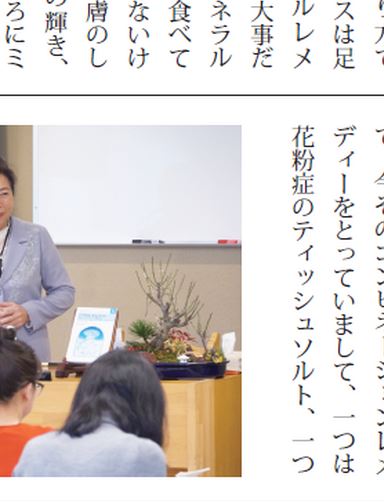 り方で
スは足
ルレメ
大事だ
ネラル
食べて
ないけ
膚のし
の輝き、
ろにミ
て、今そのコンビネーションレメ
ディーをとっていまして、一つは
花粉症のティッシュソルト、一つ